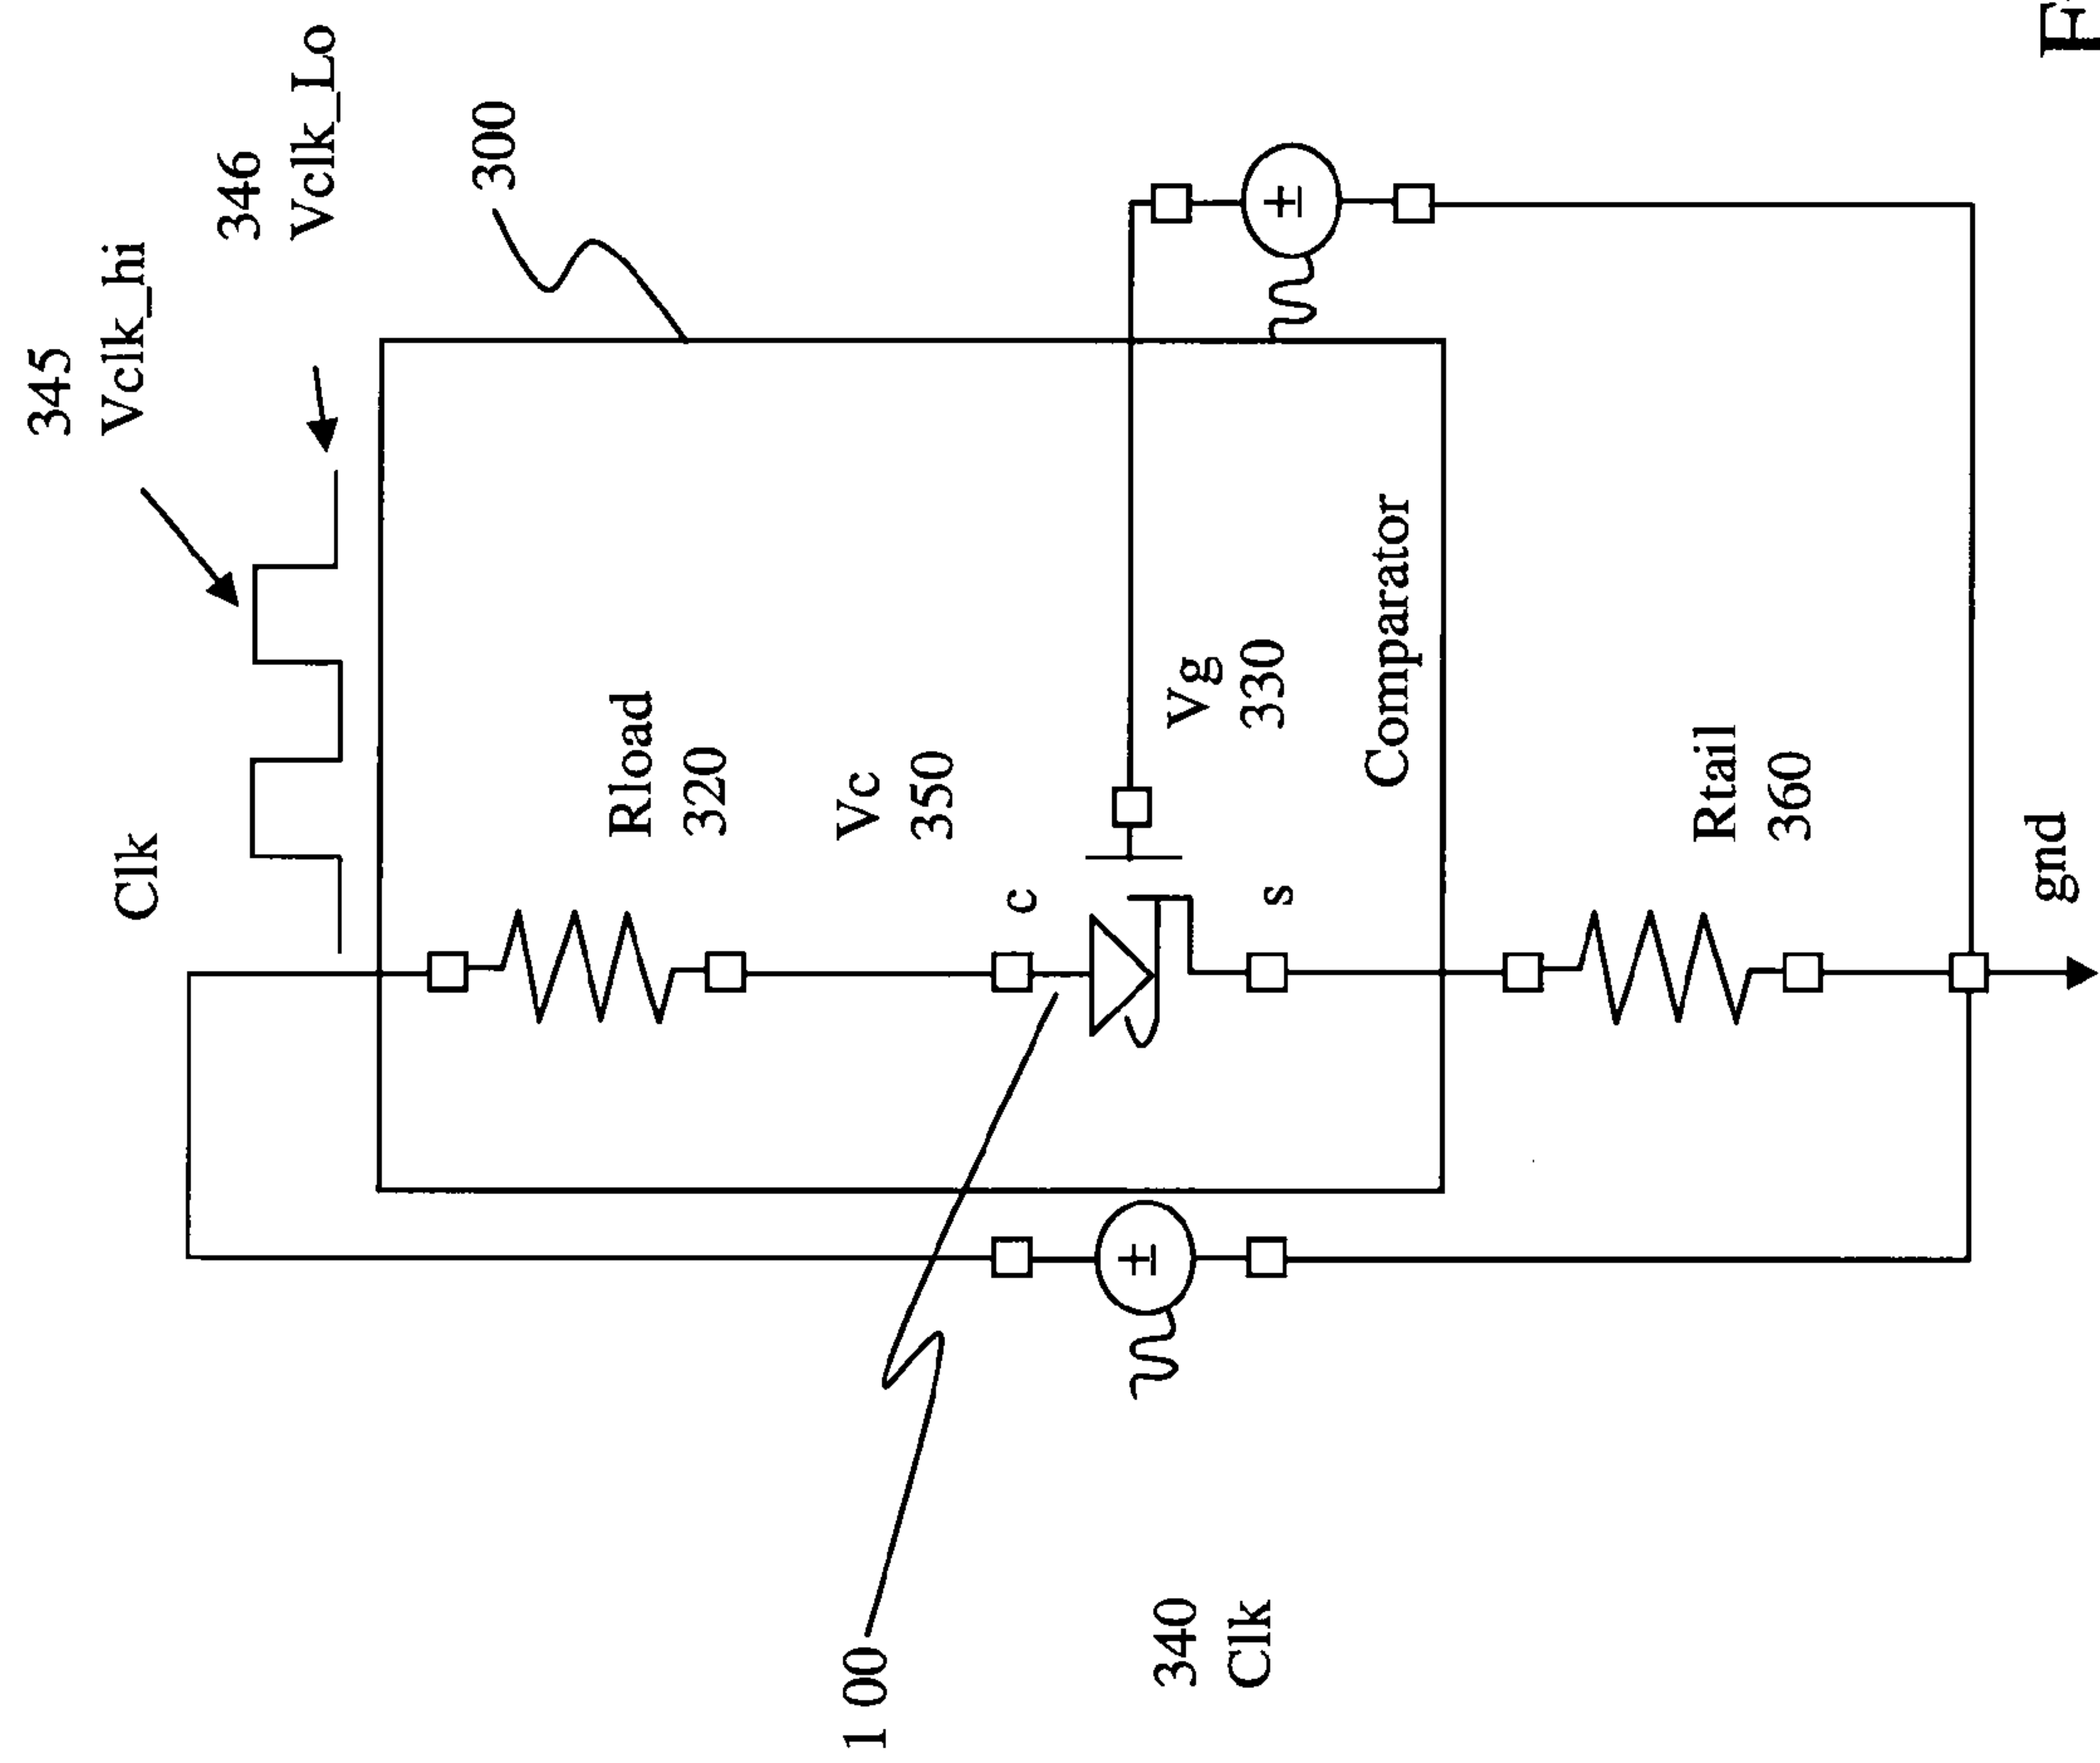 345
Vclk_hi
Clk
346
Vclk_Lo
300
Rload
320
Vc
350
1 00
c
340
Clk
Vg
330
s
Comparator
Rtail
360
gnd
F